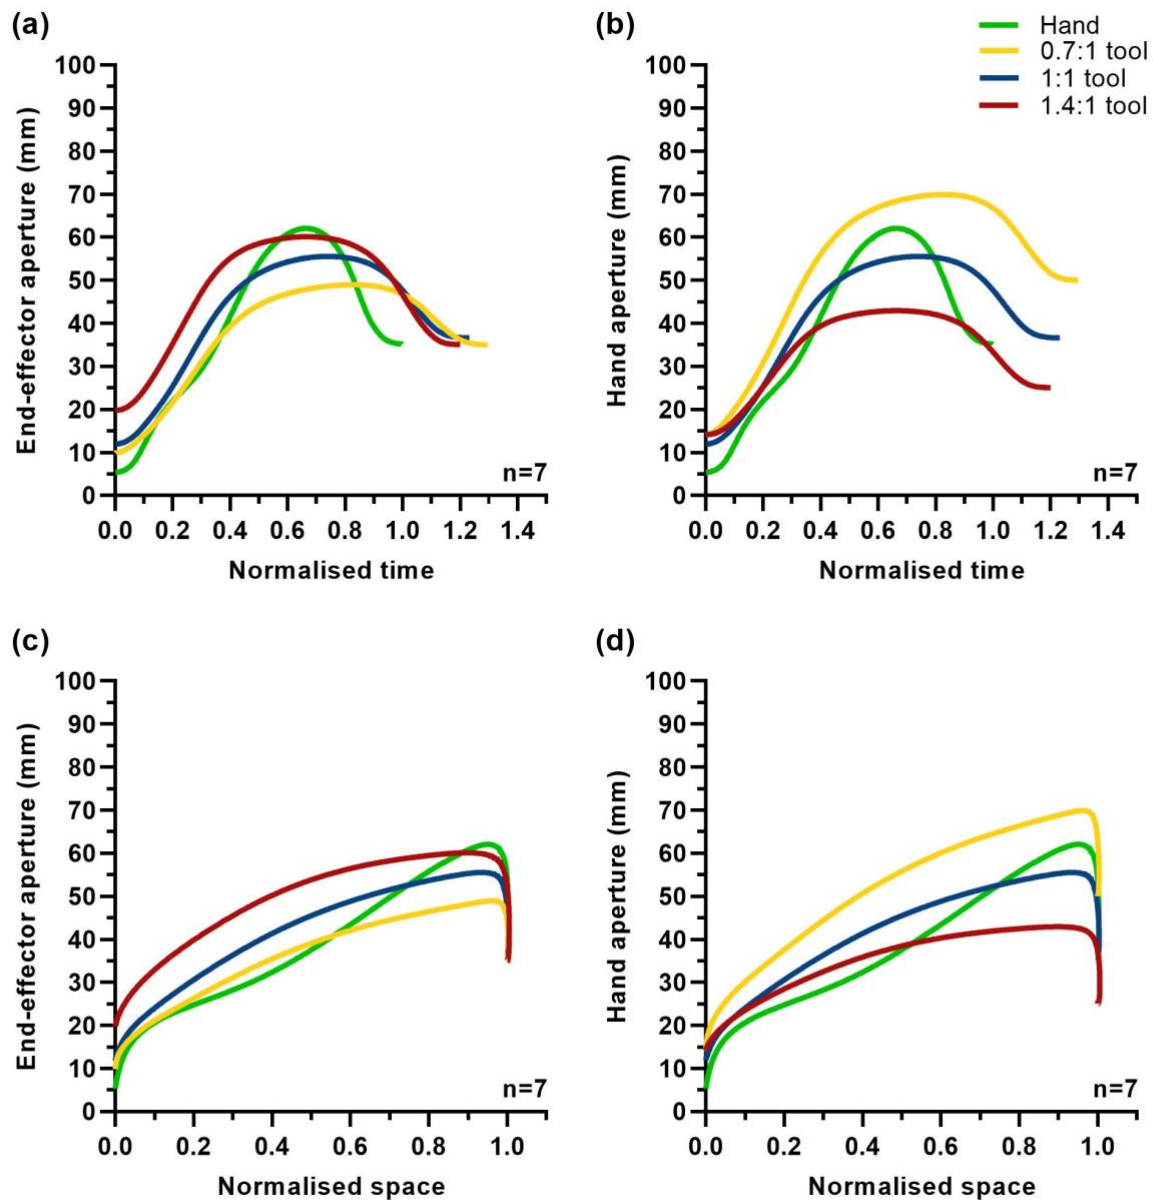 (a)
End-effector aperture (mm)
100
90
80
70
60
50
40
30
20
10
0
n=7
0.0 0.2 0.4 0.6 0.8 1.0 1.2 1.4
Normalised time
(b)
Hand
0.7:1 tool
1:1 tool
1.4:1 tool
Hand aperture (mm)
100
90
80
70
60
50
40
30
20
10
0
n=7
0.0 0.2 0.4 0.6 0.8 1.0 1.2 1.4
Normalised time
(c)
End-effector aperture (mm)
100
90
80
70
60
50
40
30
20
10
0
n=7
0.0 0.2 0.4 0.6 0.8 1.0
Normalised space
(d)
Hand aperture (mm)
100
90
80
70
60
50
40
30
20
10
0
n=7
0.0 0.2 0.4 0.6 0.8 1.0
Normalised space